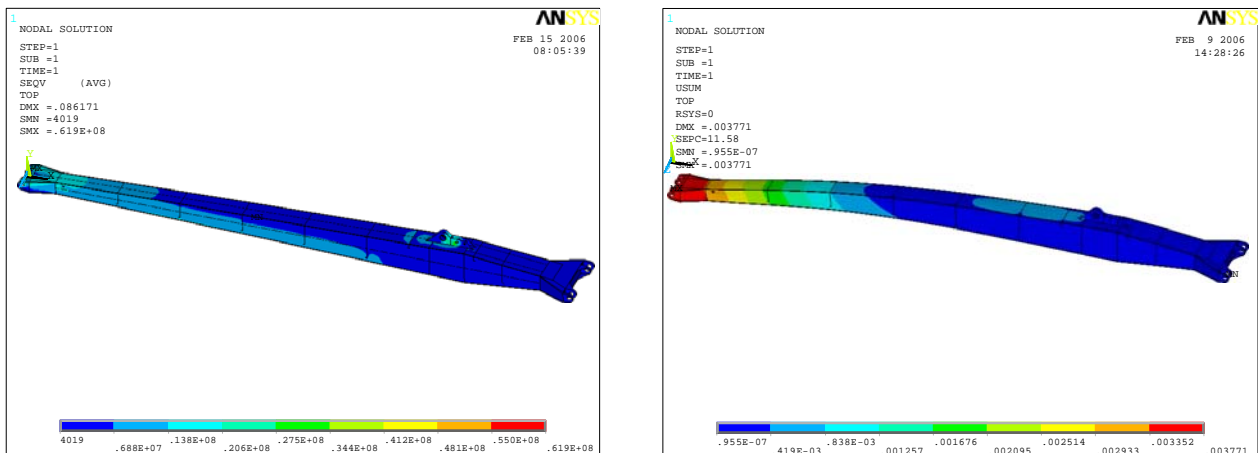 1
ANSYS
NODAL SOLUTION
FEB 15 2006
08:05:39
STEP=1
SUB =1
TIME=1
SEQV (AVG)
TOP
DMX =.086171
SMN =4019
SMX =.619E+08
Y
X
4019
.688E+07
.138E+08
.206E+08
.275E+08
.344E+08
.412E+08
.481E+08
.550E+08
.619E+08
1
ANSYS
NODAL SOLUTION
FEB 9 2006
14:28:26
STEP=1
SUB =1
TIME=1
USUM
TOP
RSYS=0
DMX =.003771
SEPC=11.58
SMN =.955E-07
SMX =.003771
Y
X
Z
.955E-07
.419E-03
.838E-03
.001257
.001676
.002095
.002514
.002933
.003352
.003771